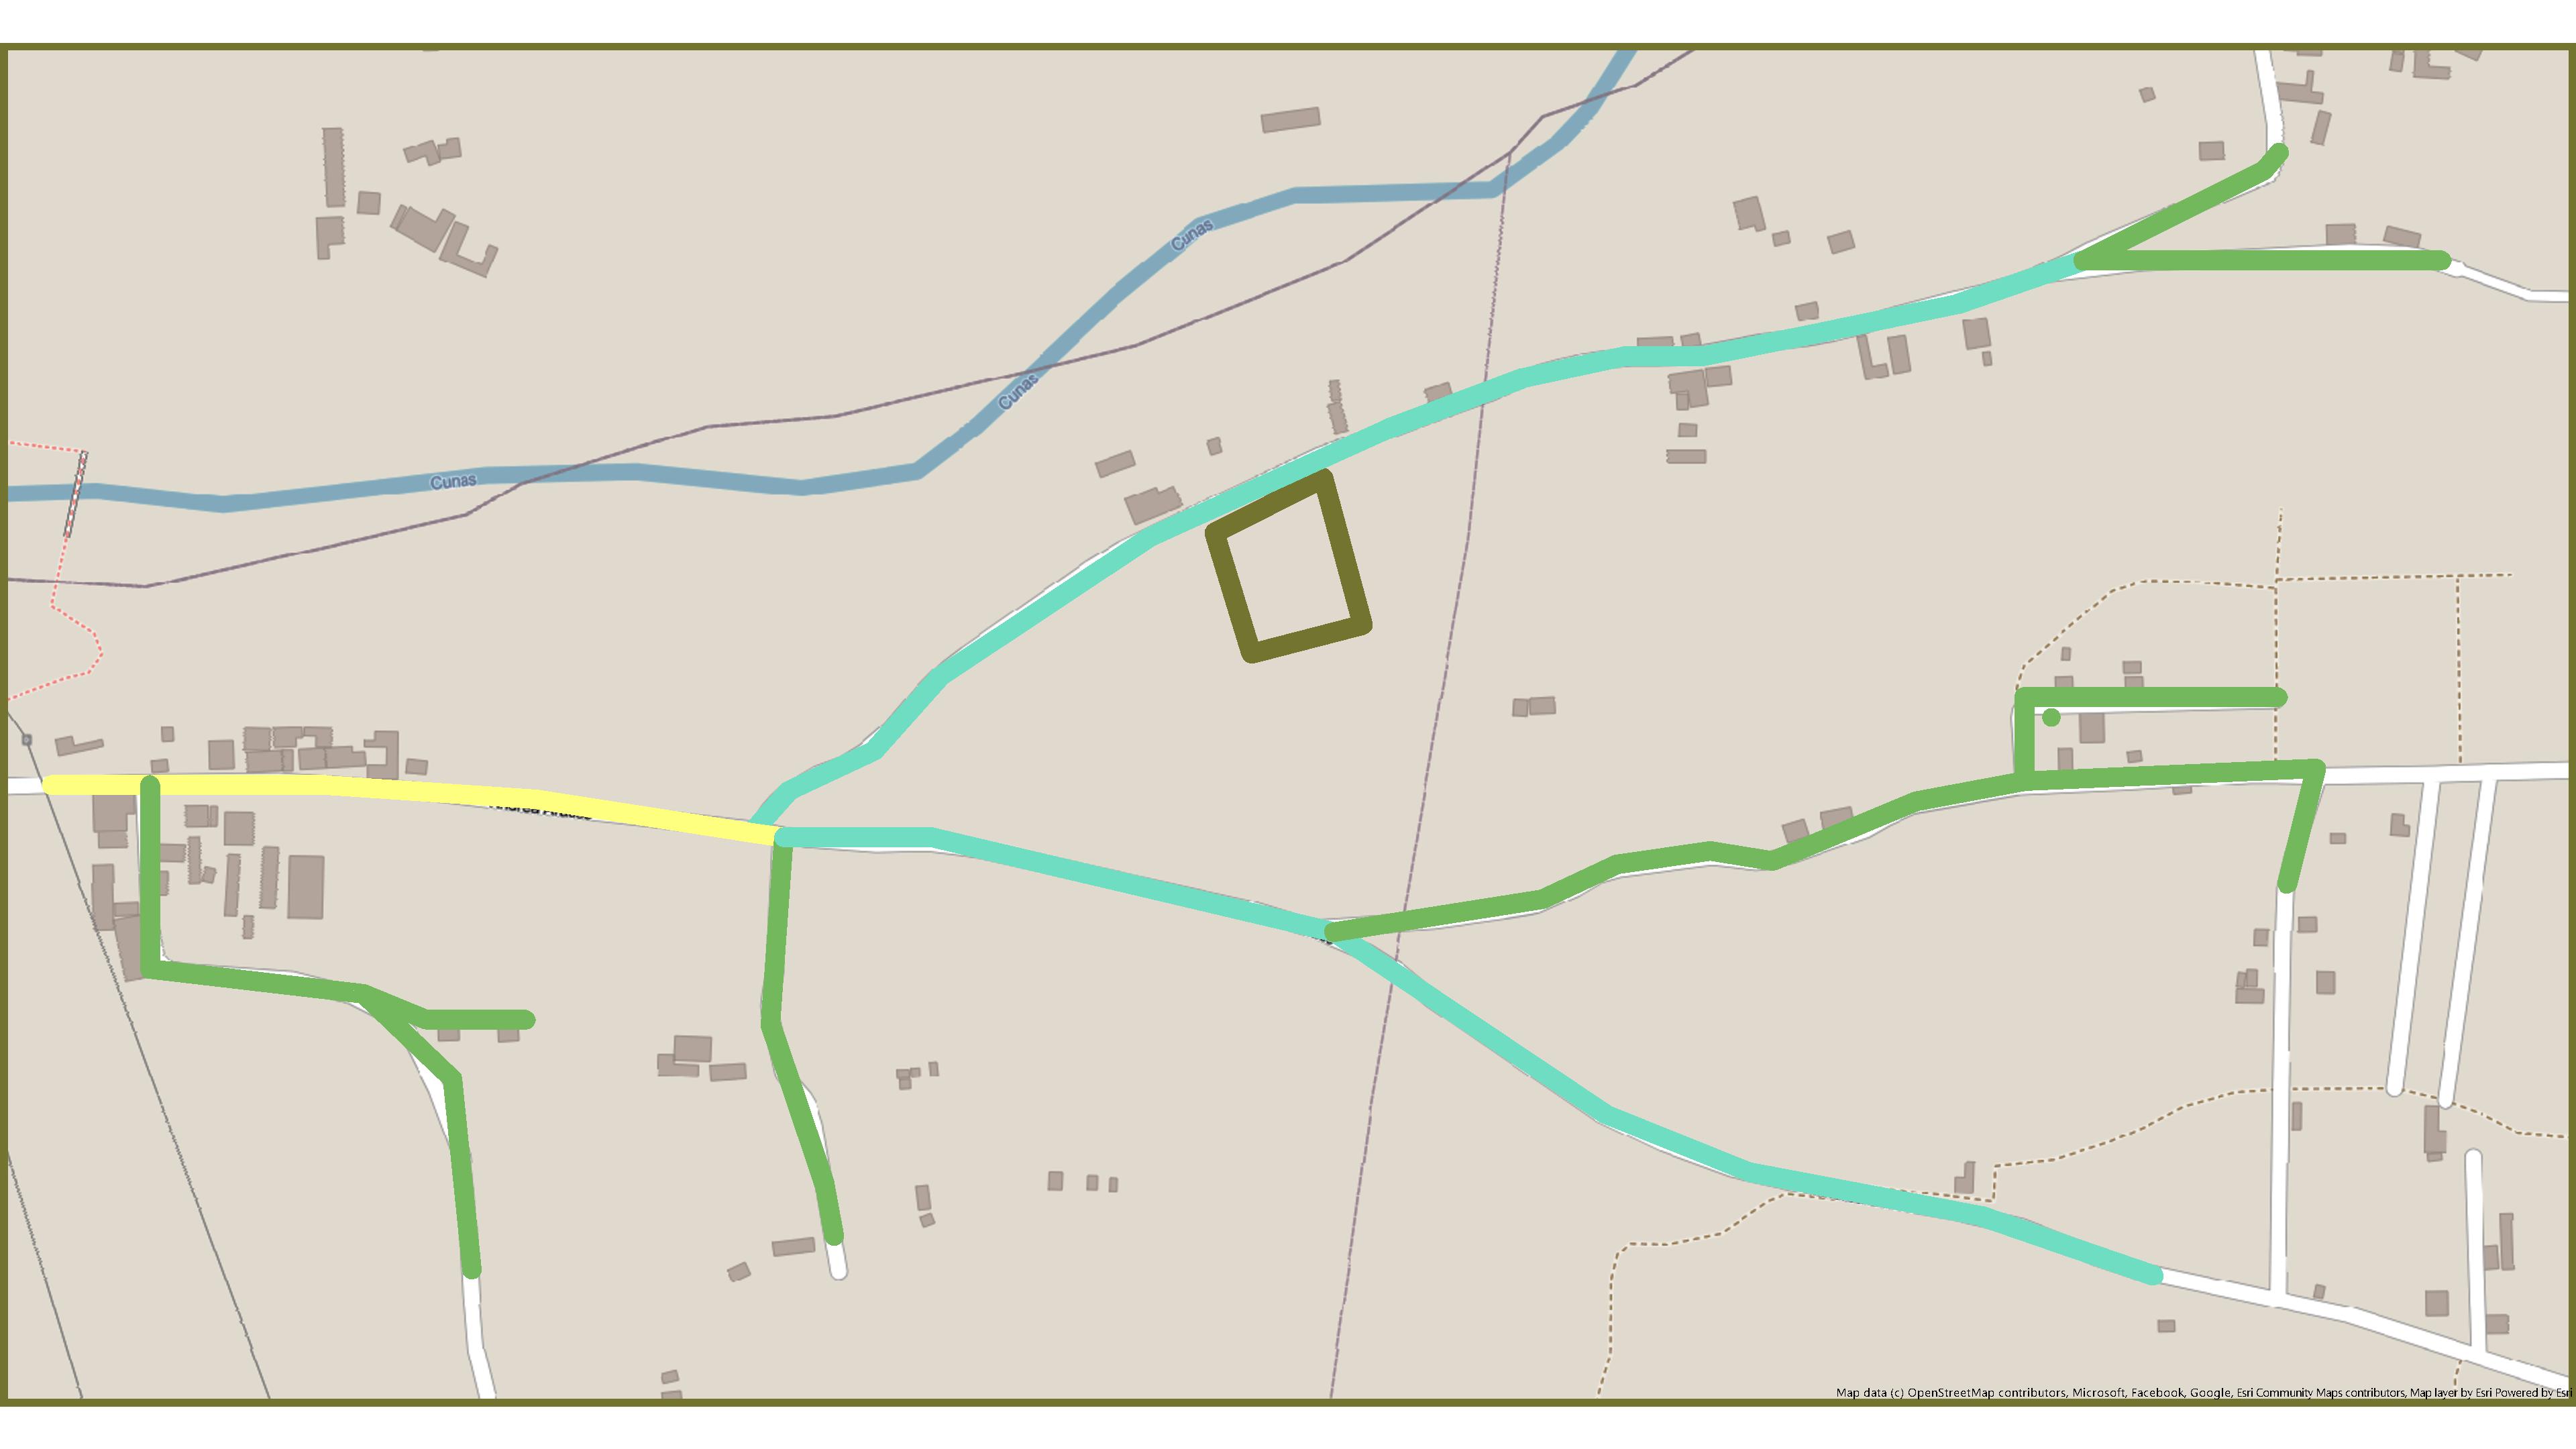 Cunas
Cunas
Cunas
Map data (c) OpenStreetMap contributors, Microsoft, Facebook, Google, Esri Community Maps contributors, Map layer by Esri Powered by Esri